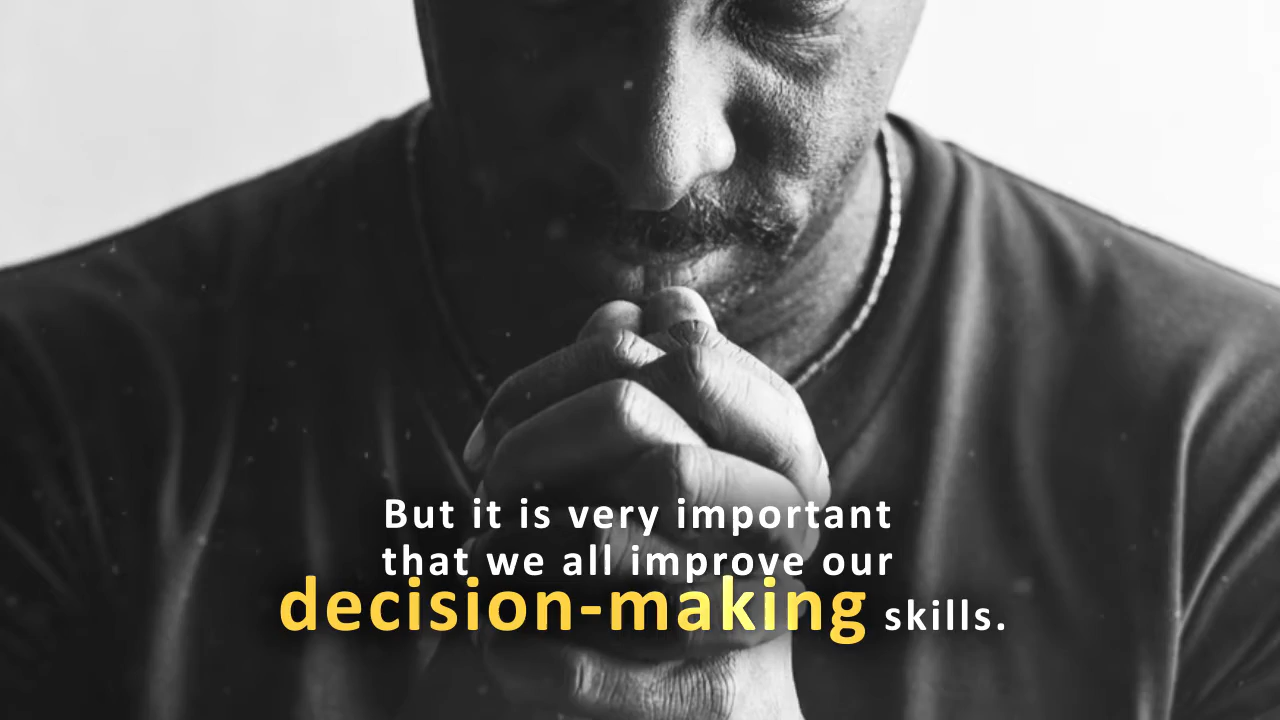 But it is very important
that we all improve our
decision-making skills.